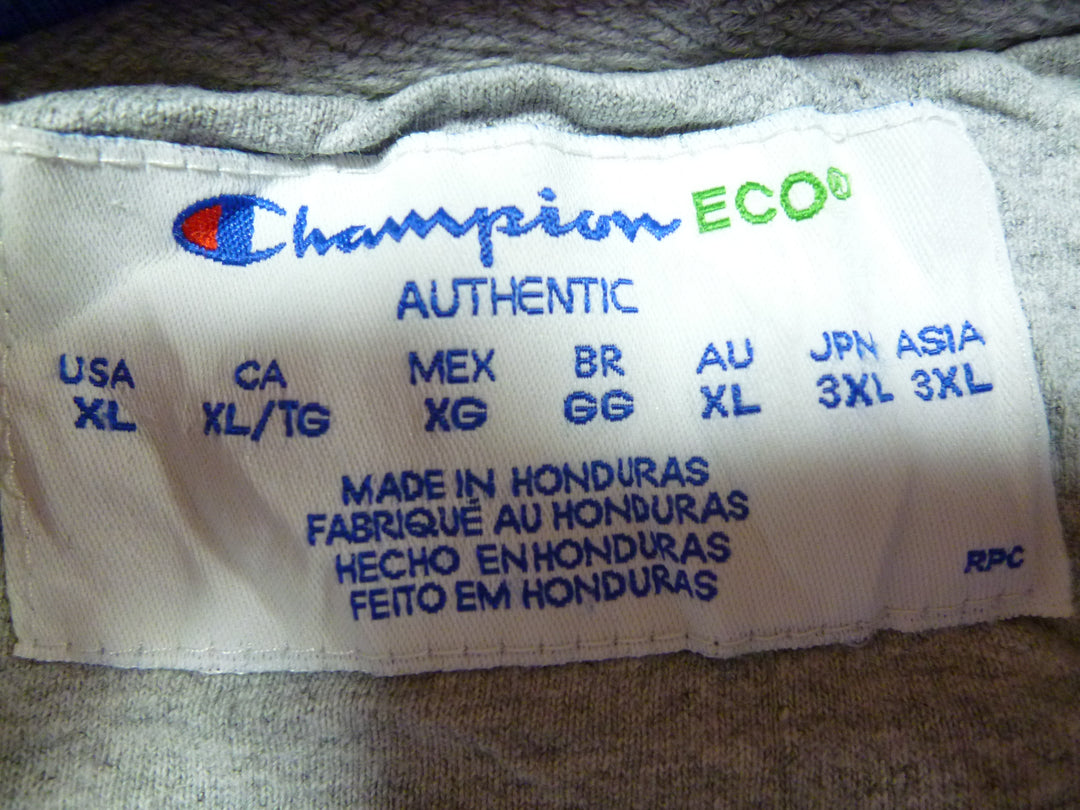 Champion ECO®
AUTHENTIC
USA CA MEX BR AU JPN ASIA
XL XL/TG XG GG XL 3XL 3XL
MADE IN HONDURAS
FABRIQUÉ AU HONDURAS
HECHO EN HONDURAS
FEITO EM HONDURAS
RPC